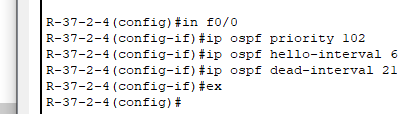 R-37-2-4(config)#in f0/0
R-37-2-4(config-if)#ip ospf priority 102
R-37-2-4(config-if)#ip ospf hello-interval 6
R-37-2-4(config-if)#ip ospf dead-interval 21
R-37-2-4(config-if)#ex
R-37-2-4(config)#